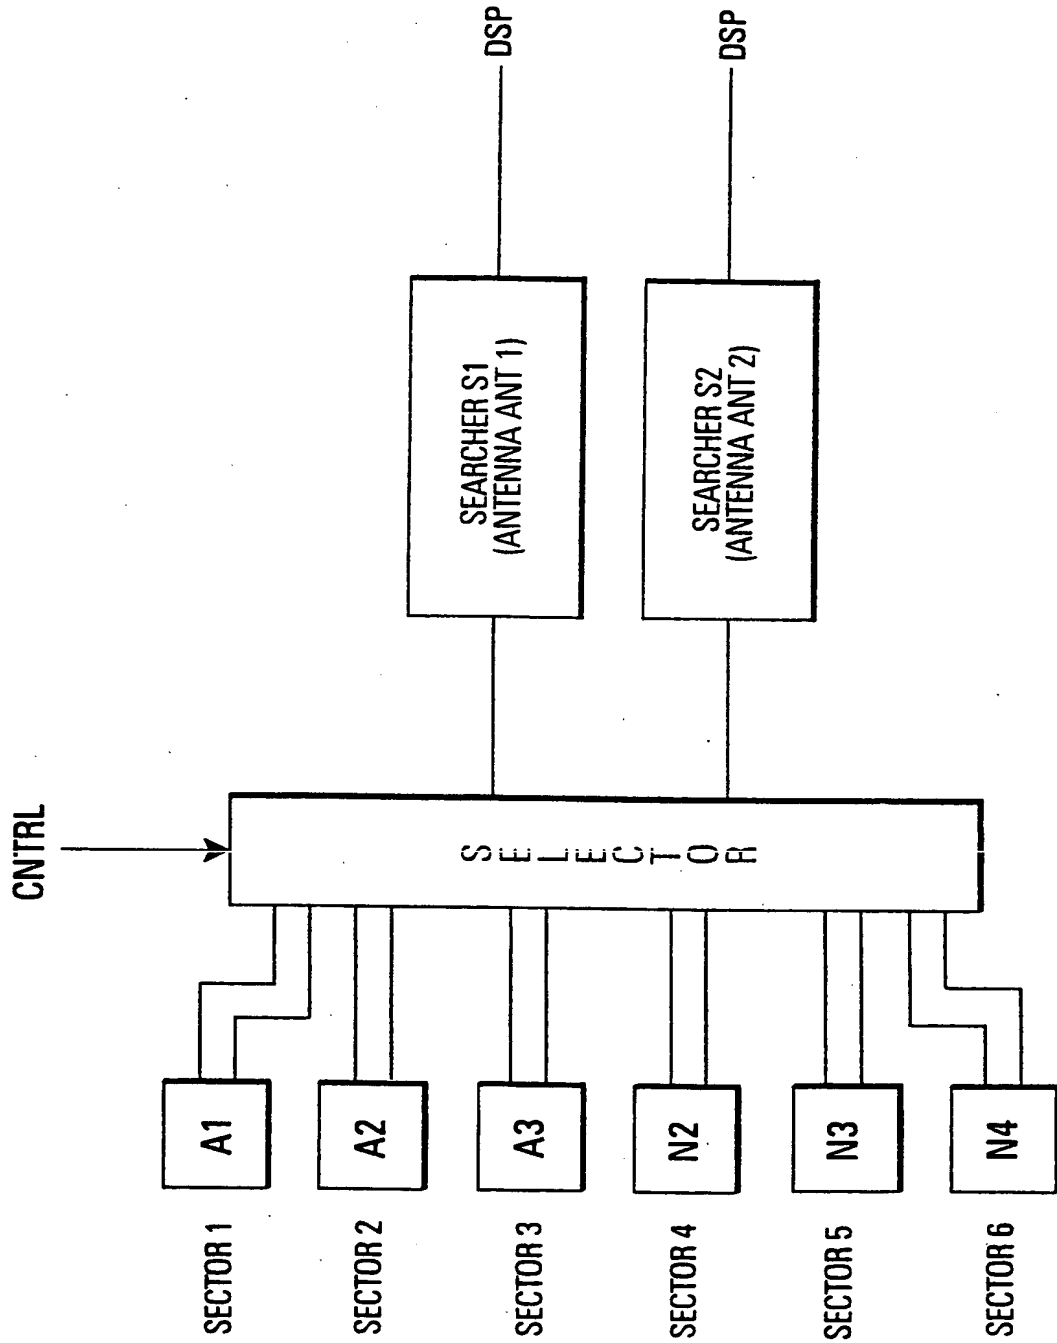 CNTRL
SECTOR 1
A1
SECTOR 2
A2
SECTOR 3
A3
SECTOR 4
N2
SECTOR 5
N3
SECTOR 6
N4
SELECTOR
SEARCHER S1
(ANTENNA ANT 1)
DSP
SEARCHER S2
(ANTENNA ANT 2)
DSP